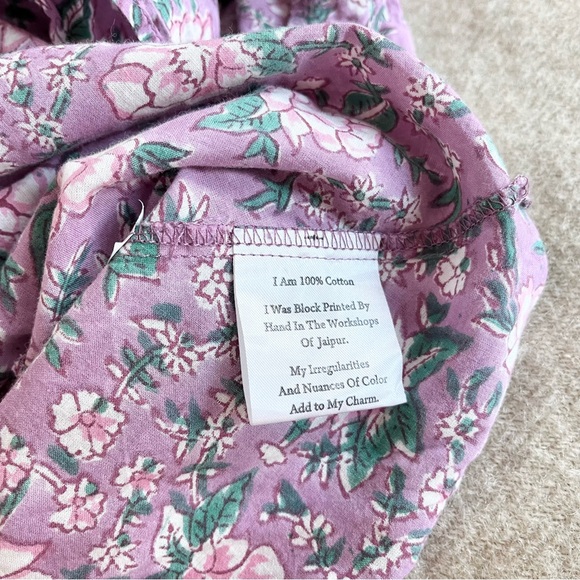 I Am 100% Cotton
I Was Block Printed By
Hand In The Workshops
Of Jaipur.
My Irregularities
And Nuances Of Color
Add to My Charm.